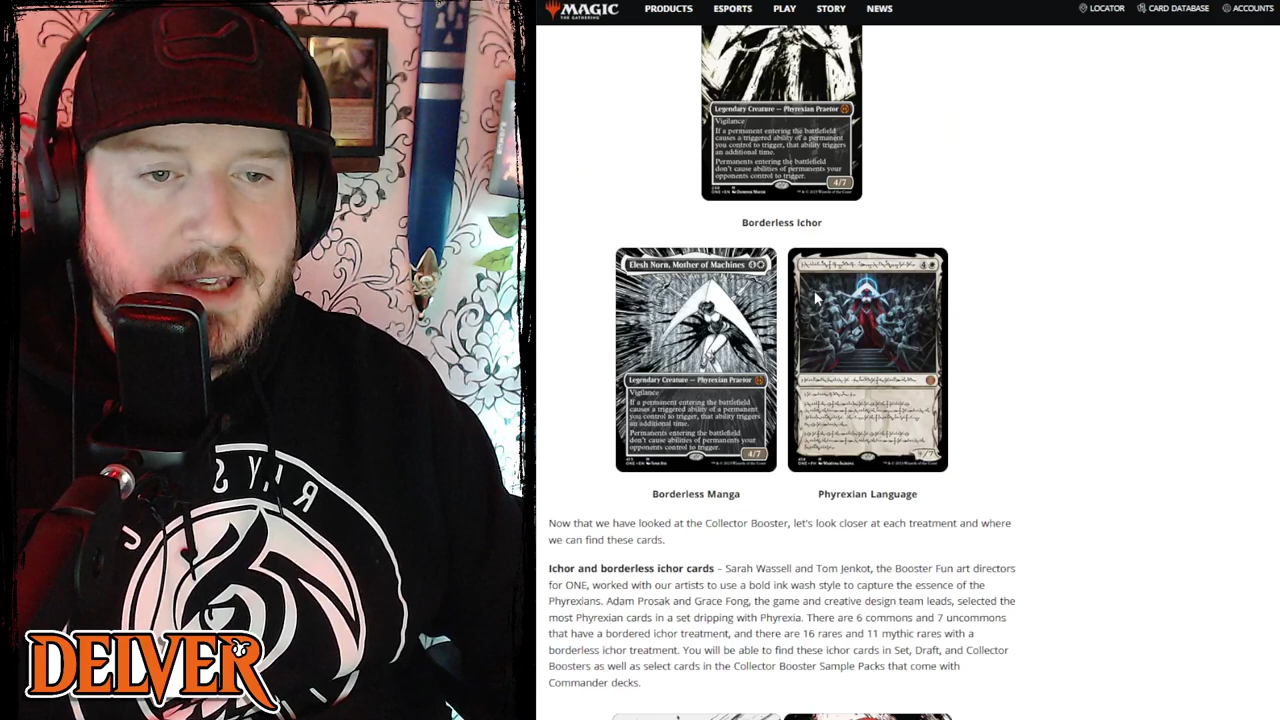 MAGIC
THE GATHERING
PRODUCTS
ESPORTS
PLAY
STORY
NEWS
LOCATOR
CARD DATABASE
ACCOUNTS
Legendary Creature — Phyrexian Praetor
Vigilance
If a permanent entering the battlefield
causes a triggered ability of a permanent
you control to trigger, that ability triggers
an additional time.
Permanents entering the battlefield
don't cause abilities of permanents your
opponents control to trigger.
4/7
Borderless Ichor
Elesh Norn, Mother of Machines 4
Legendary Creature — Phyrexian Praetor
Vigilance
If a permanent entering the battlefield
causes a triggered ability of a permanent
you control to trigger, that ability triggers
an additional time.
Permanents entering the battlefield
don't cause abilities of permanents your
opponents control to trigger.
4/7
4
Borderless Manga
Phyrexian Language
Now that we have looked at the Collector Booster, let's look closer at each treatment and where
we can find these cards.
Ichor and borderless ichor cards – Sarah Wassell and Tom Jenkot, the Booster Fun art directors
for ONE, worked with our artists to use a bold ink wash style to capture the essence of the
Phyrexians. Adam Prosak and Grace Fong, the game and creative design team leads, selected the
most Phyrexian cards in a set dripping with Phyrexia. There are 6 commons and 7 uncommons
that have a bordered ichor treatment, and there are 16 rares and 11 mythic rares with a
borderless ichor treatment. You will be able to find these ichor cards in Set, Draft, and Collector
Boosters as well as select cards in the Collector Booster Sample Packs that come with
Commander decks.
DELVER